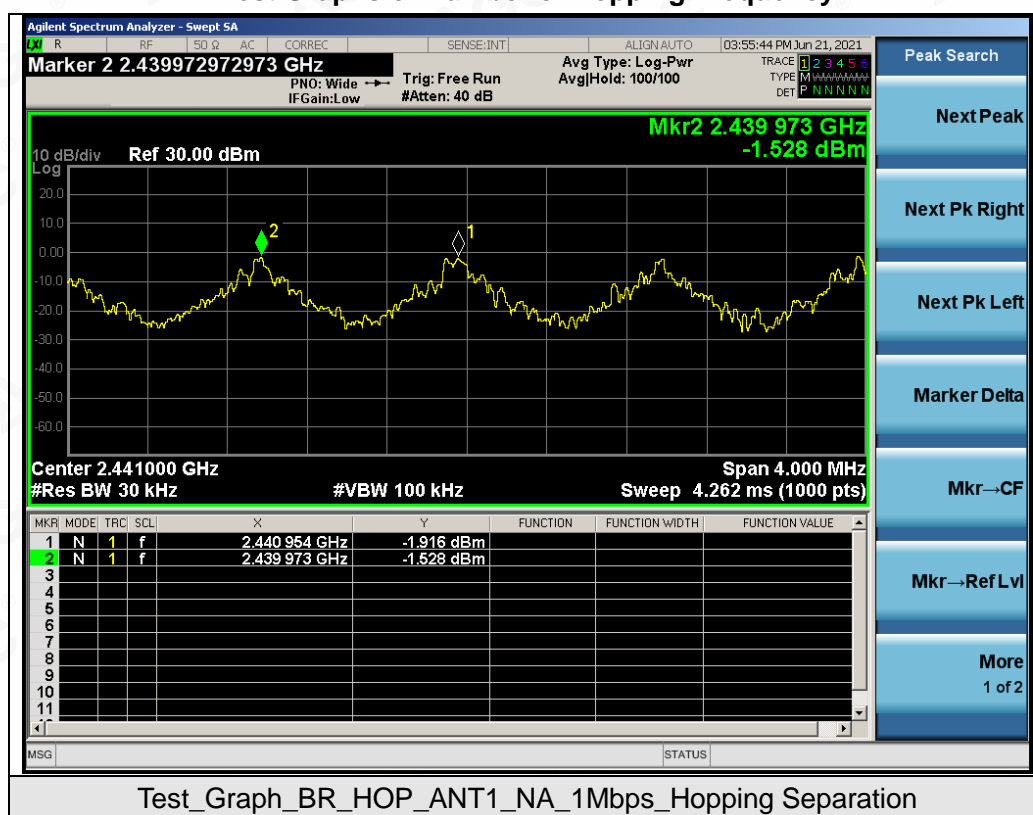 Agilent Spectrum Analyzer - Swept SA
LXI R RF 50 Ω AC CORREC SENSE:INT ALIGN AUTO 03:55:44 PM Jun 21, 2021
Marker 2 2.439972972973 GHz
PNO: Wide
IFGain:Low
Trig: Free Run
#Atten: 40 dB
Avg Type: Log-Pwr
Avg|Hold: 100/100
TRACE 1 2 3 4 5 6
TYPE M
DET P N N N N N
Peak Search
Next Peak
Next Pk Right
Next Pk Left
Marker Delta
Mkr→CF
Mkr→Ref Lvl
More
1 of 2
Mkr2 2.439 973 GHz
-1.528 dBm
10 dB/div Ref 30.00 dBm
Log
20.0
10.0
0.00
-10.0
-20.0
-30.0
-40.0
-50.0
-60.0
2
1
Center 2.441000 GHz Span 4.000 MHz
#Res BW 30 kHz #VBW 100 kHz Sweep 4.262 ms (1000 pts)
MKR MODE TRC SCL X Y FUNCTION FUNCTION WIDTH FUNCTION VALUE
1 N 1 f 2.440 954 GHz -1.916 dBm
2 N 1 f 2.439 973 GHz -1.528 dBm
3
4
5
6
7
8
9
10
11
MSG STATUS
Test_Graph_BR_HOP_ANT1_NA_1Mbps_Hopping Separation